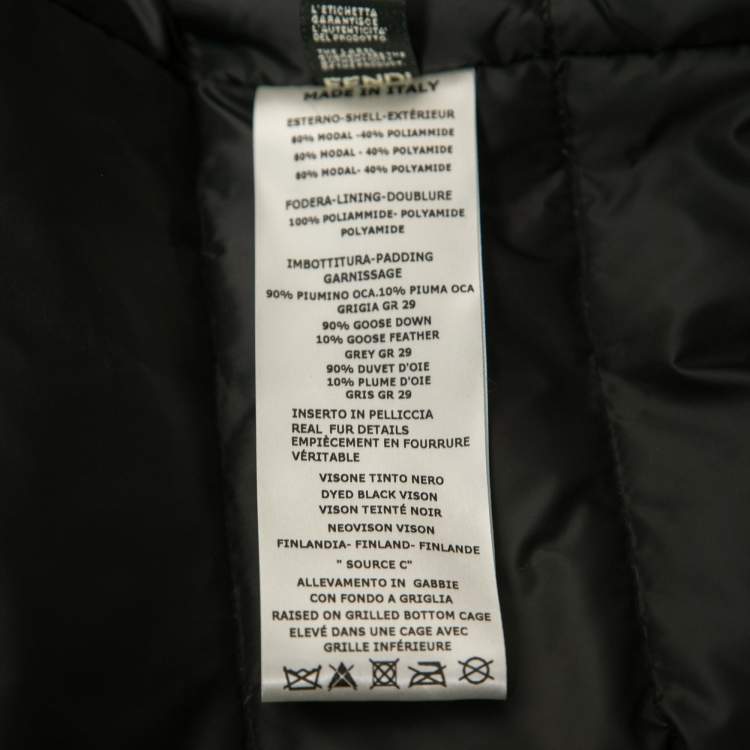 L'ETICHETTA
GARANTISCE
L'AUTENTICITA'
DEL PRODOTTO
THE LABEL
FENDI
MADE IN ITALY
ESTERNO-SHELL-EXTÉRIEUR
60% MODAL -40% POLIAMMIDE
60% MODAL - 40% POLYAMIDE
60% MODAL- 40% POLYAMIDE
FODERA-LINING-DOUBLURE
100% POLIAMMIDE- POLYAMIDE
POLYAMIDE
IMBOTTITURA-PADDING
GARNISSAGE
90% PIUMINO OCA.10% PIUMA OCA
GRIGIA GR 29
90% GOOSE DOWN
10% GOOSE FEATHER
GREY GR 29
90% DUVET D'OIE
10% PLUME D'OIE
GRIS GR 29
INSERTO IN PELLICCIA
REAL FUR DETAILS
EMPIÈCEMENT EN FOURRURE
VÉRITABLE
VISONE TINTO NERO
DYED BLACK VISON
VISON TEINTÉ NOIR
NEOVISON VISON
FINLANDIA- FINLAND- FINLANDE
" SOURCE C"
ALLEVAMENTO IN GABBIE
CON FONDO A GRIGLIA
RAISED ON GRILLED BOTTOM CAGE
ELEVÉ DANS UNE CAGE AVEC
GRILLE INFÉRIEURE